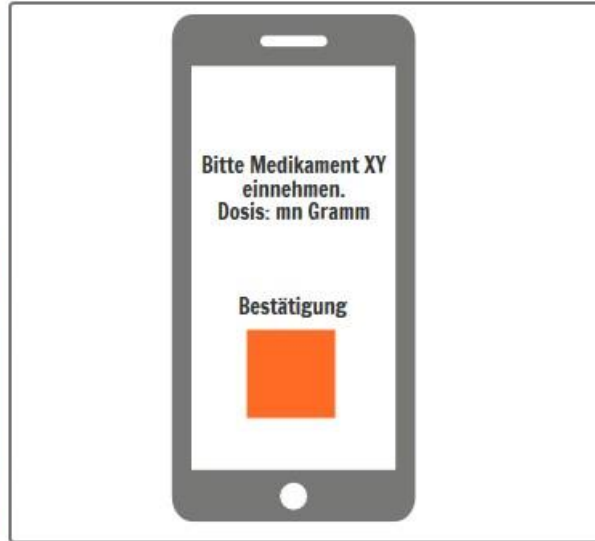 Bitte Medikament XY
einnehmen.
Dosis: mn Gramm
Bestätigung